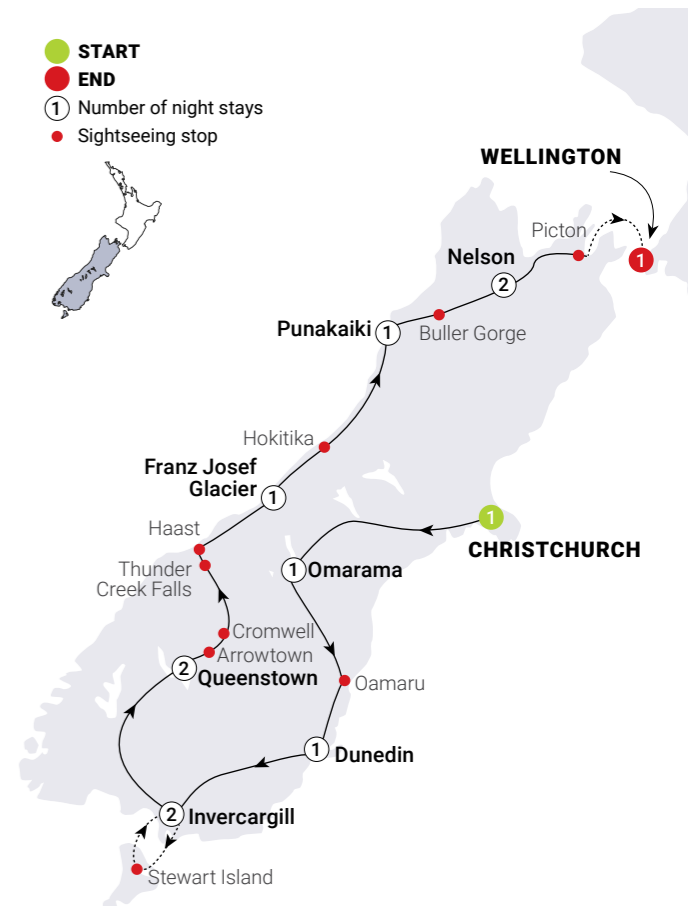 START
END
1 Number of night stays
Sightseeing stop
WELLINGTON
Picton
1
Nelson
2
Punakaiki 1
Buller Gorge
Hokitika
Franz Josef
Glacier
1
1
CHRISTCHURCH
Haast
Thunder
Creek Falls
1 Omarama
Cromwell
Arrowtown
2
Queenstown
Oamaru
1
Dunedin
2 Invercargill
Stewart Island